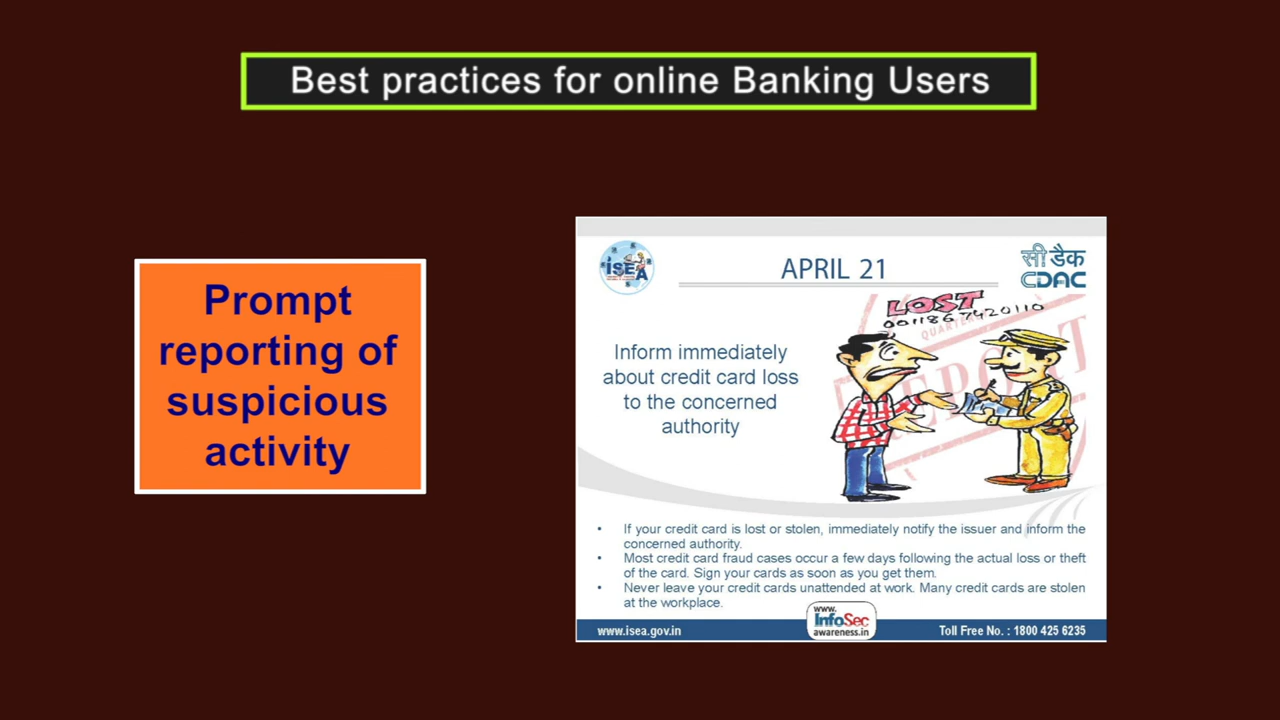 Best practices for online Banking Users
Prompt
reporting of
suspicious
activity
ISEA
APRIL 21
सी डैक
CDAC
LOST
0011867420110
QUARTER
REPORT
Inform immediately
about credit card loss
to the concerned
authority
• If your credit card is lost or stolen, immediately notify the issuer and inform the
concerned authority.
• Most credit card fraud cases occur a few days following the actual loss or theft
of the card. Sign your cards as soon as you get them.
• Never leave your credit cards unattended at work. Many credit cards are stolen
at the workplace.
www.isea.gov.in
www.
InfoSec
awareness.in
Toll Free No. : 1800 425 6235